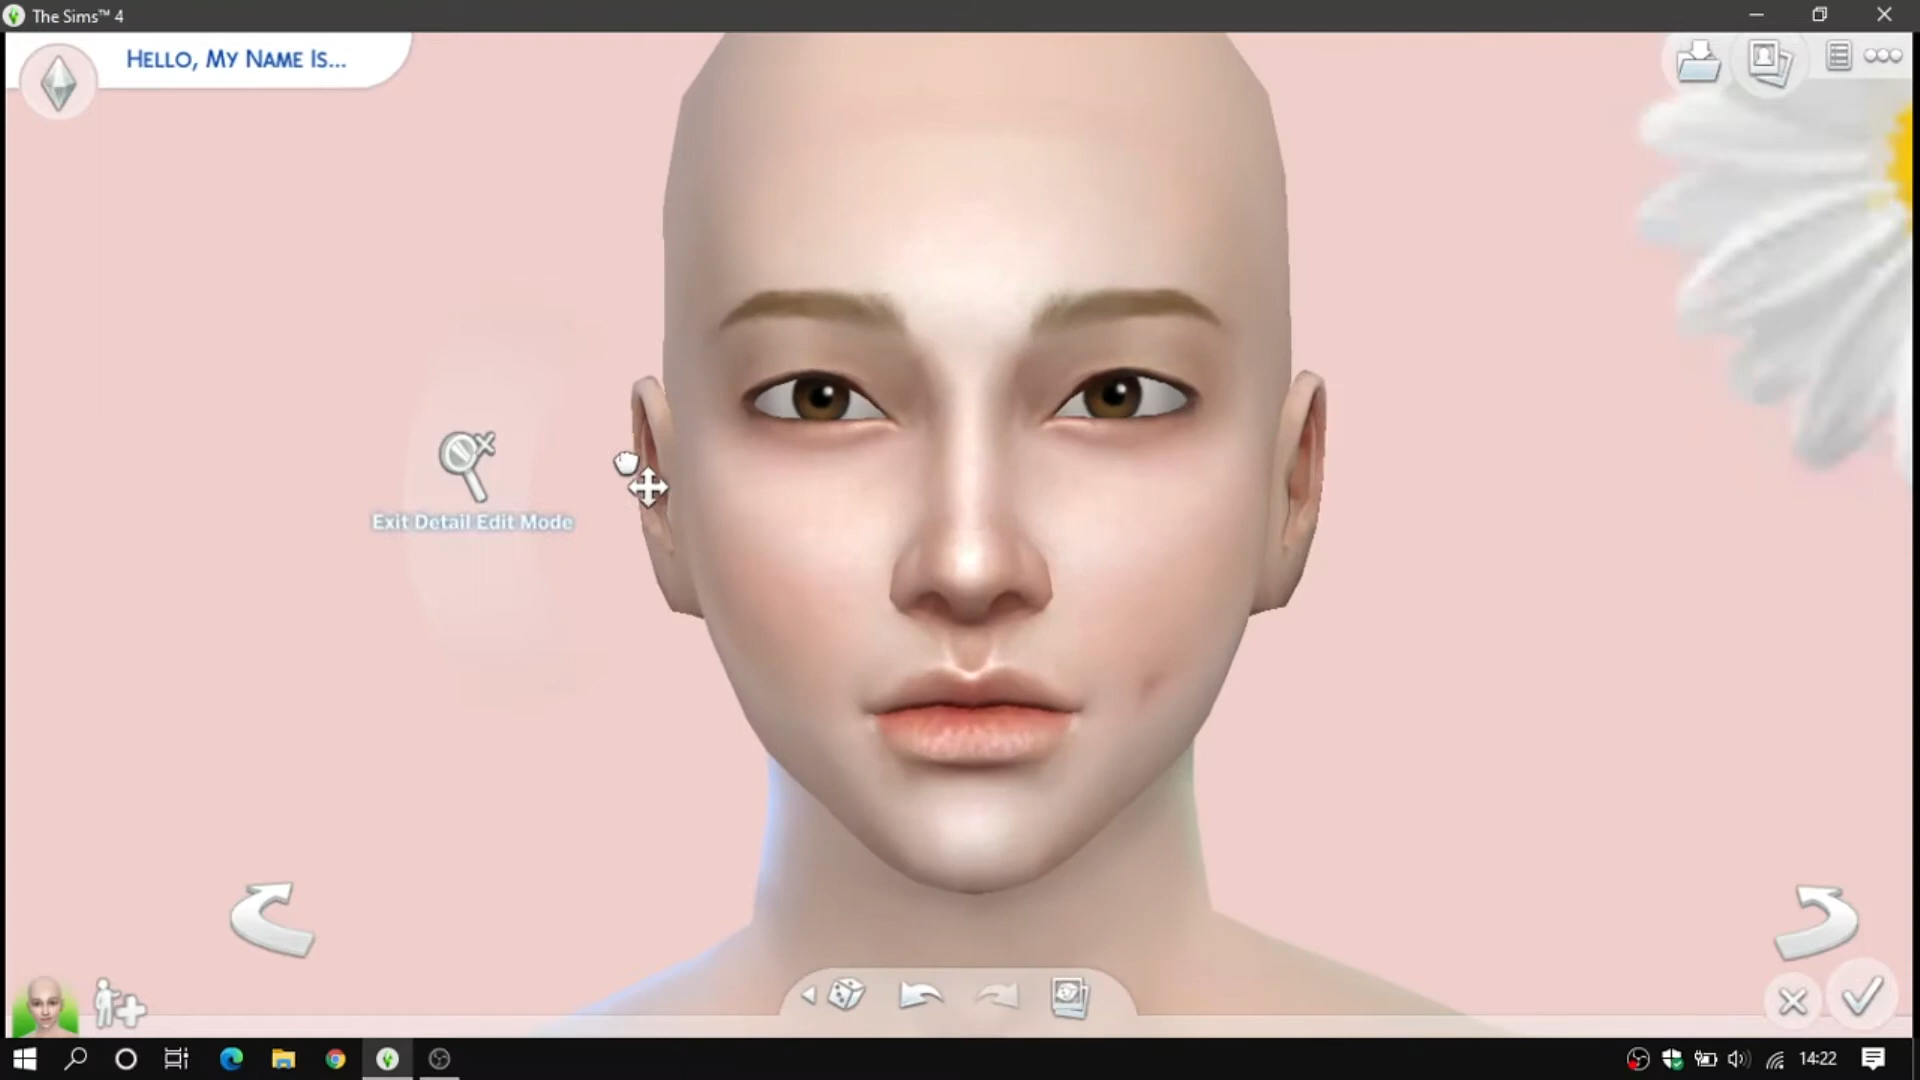 The Sims™ 4
Hello, My Name Is...
Exit Detail Edit Mode
14:22